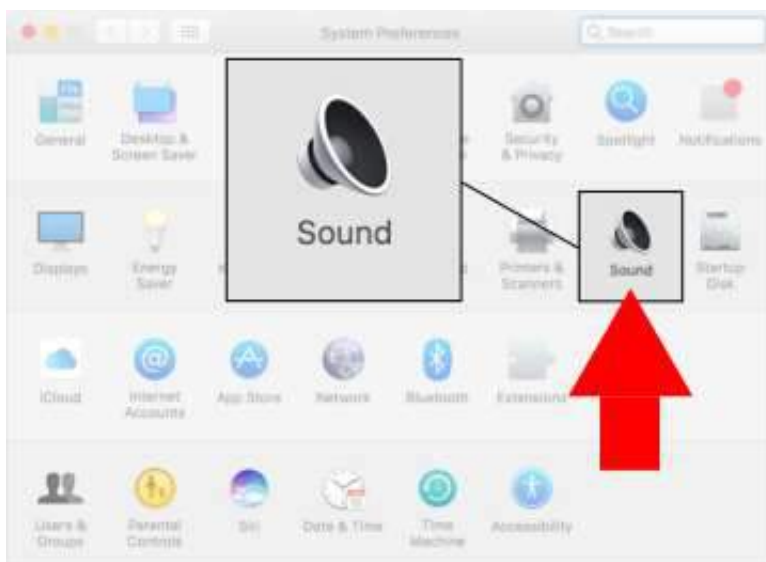 System Preferences
Search
General
Desktop &
Screen Saver
Security
& Privacy
Spotlight
Notifications
Sound
Displays
Energy
Saver
Printers &
Scanners
Sound
Startup
Disk
iCloud
Internet
Accounts
App Store
Network
Bluetooth
Extensions
Users &
Groups
Parental
Controls
Siri
Date & Time
Time
Machine
Accessibility